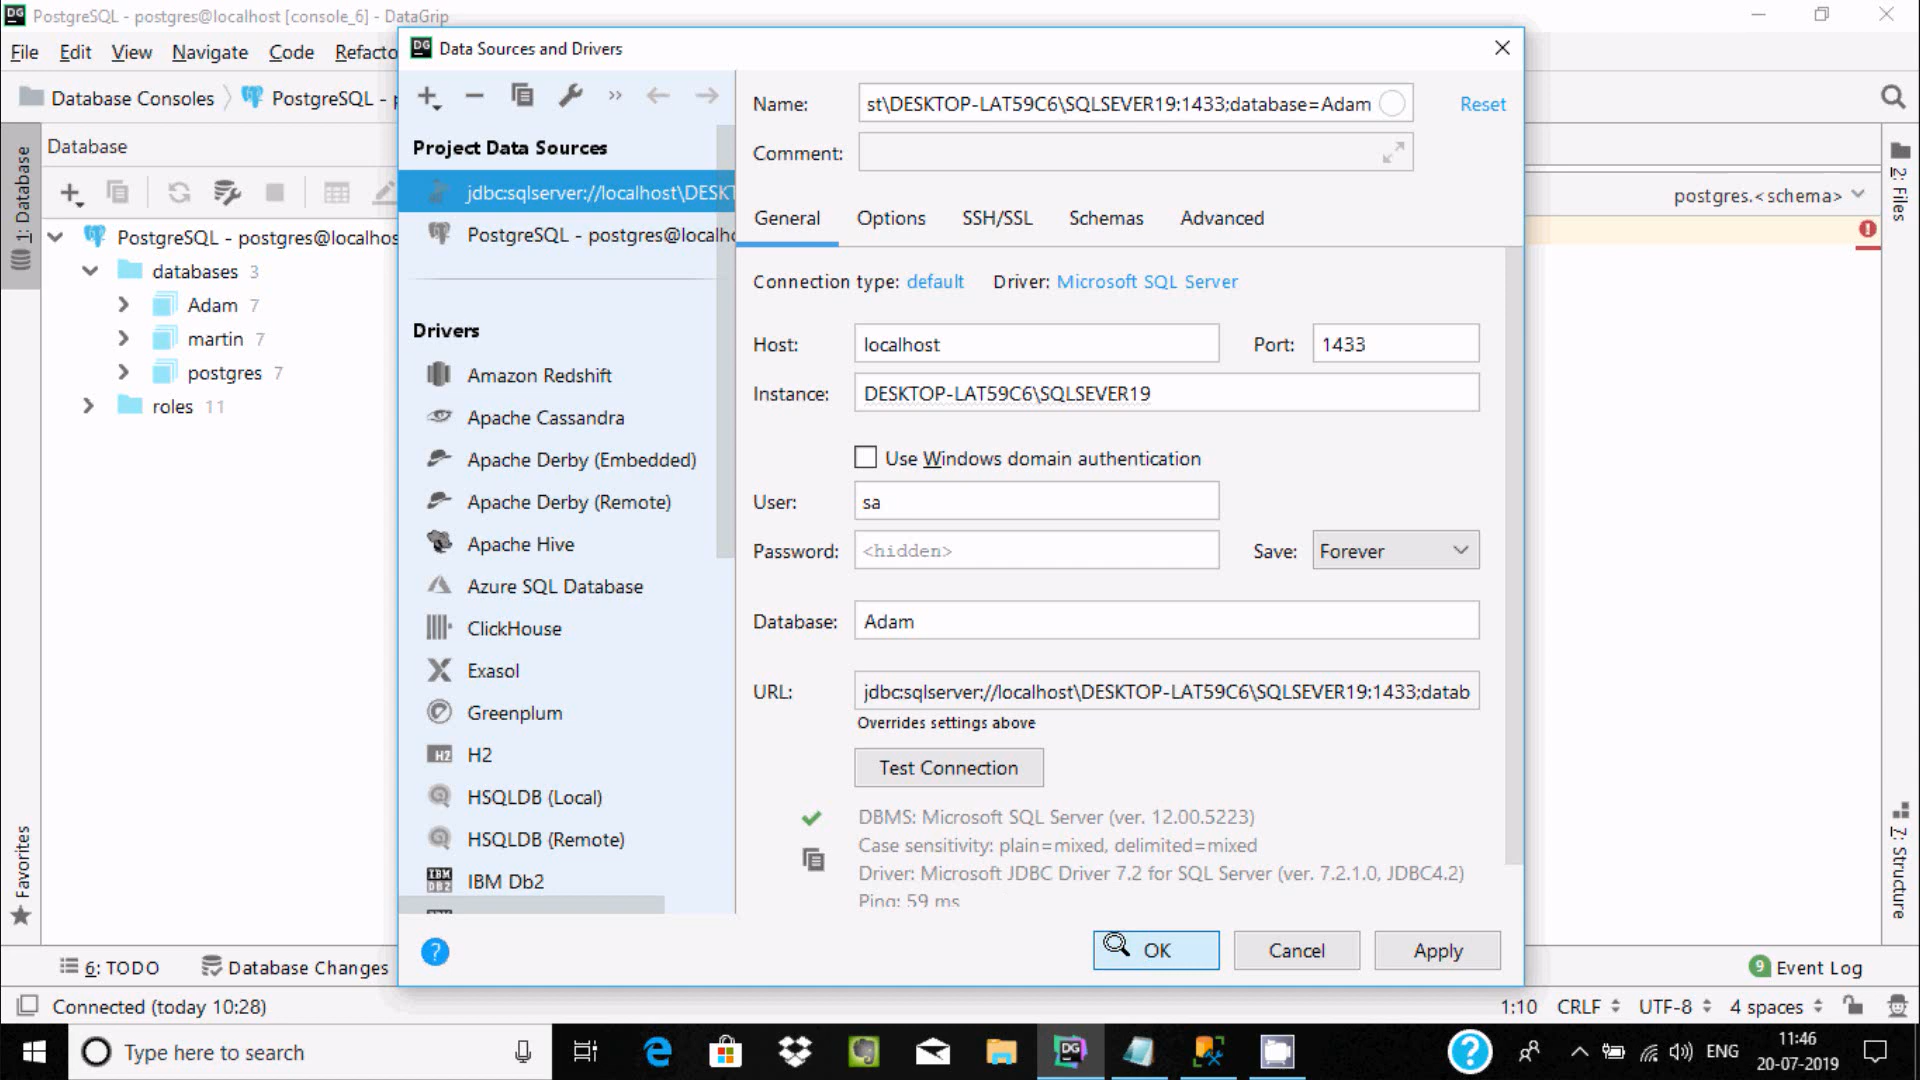 PostgreSQL - postgres@localhost [console_6] - DataGrip
File Edit View Navigate Code Refacto
Database Consoles PostgreSQL -
1: Database
Database
PostgreSQL - postgres@localhos
databases 3
Adam 7
martin 7
postgres 7
roles 11
Favorites
Data Sources and Drivers
Project Data Sources
jdbc:sqlserver://localhost\DESKT
PostgreSQL - postgres@localho
Drivers
Amazon Redshift
Apache Cassandra
Apache Derby (Embedded)
Apache Derby (Remote)
Apache Hive
Azure SQL Database
ClickHouse
Exasol
Greenplum
H2
HSQLDB (Local)
HSQLDB (Remote)
IBM Db2
Name: st\DESKTOP-LAT59C6\SQLSEVER19:1433;database=Adam Reset
Comment:
General Options SSH/SSL Schemas Advanced
Connection type: default Driver: Microsoft SQL Server
Host: localhost Port: 1433
Instance: DESKTOP-LAT59C6\SQLSEVER19
Use Windows domain authentication
User: sa
Password: <hidden> Save: Forever
Database: Adam
URL: jdbc:sqlserver://localhost\DESKTOP-LAT59C6\SQLSEVER19:1433;datab
Overrides settings above
Test Connection
DBMS: Microsoft SQL Server (ver. 12.00.5223)
Case sensitivity: plain=mixed, delimited=mixed
Driver: Microsoft JDBC Driver 7.2 for SQL Server (ver. 7.2.1.0, JDBC4.2)
Ping: 59 ms
OK Cancel Apply
postgres.<schema>
2: Files
7: Structure
6: TODO Database Changes 9 Event Log
Connected (today 10:28) 1:10 CRLF UTF-8 4 spaces
Type here to search ENG 11:46
20-07-2019